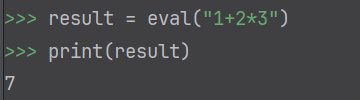 >>> result = eval("1+2*3")
>>> print(result)
7